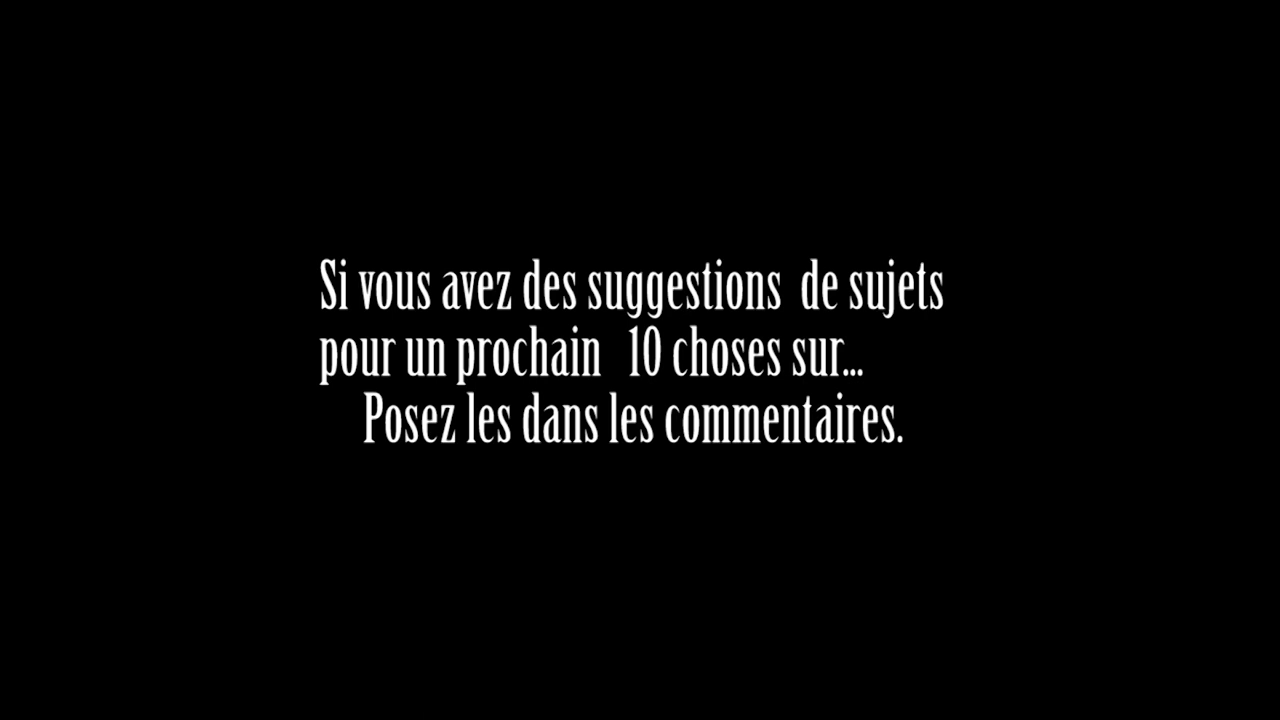 Si vous avez des suggestions de sujets
pour un prochain 10 choses sur...
Posez les dans les commentaires.